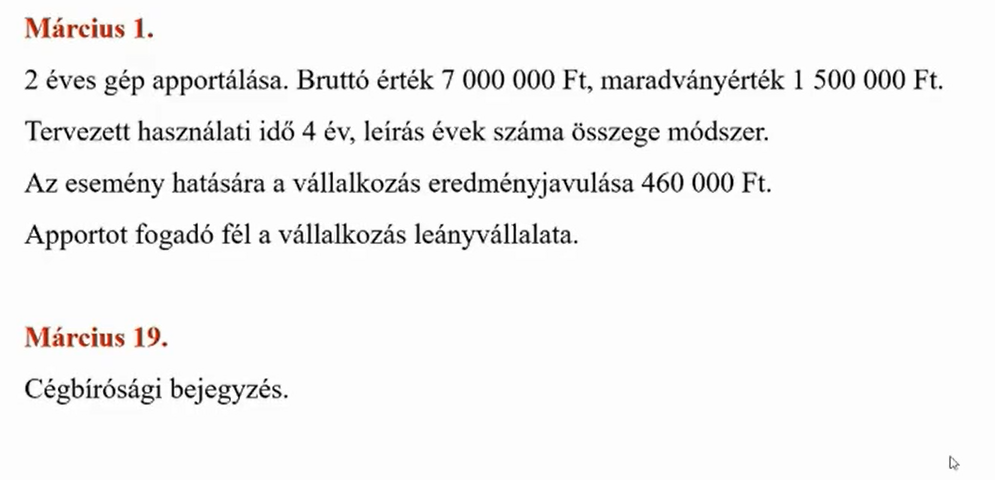 Március 1.
2 éves gép apportálása. Bruttó érték 7 000 000 Ft, maradványérték 1 500 000 Ft.
Tervezett használati idő 4 év, leírás évek száma összege módszer.
Az esemény hatására a vállalkozás eredményjavulása 460 000 Ft.
Apportot fogadó fél a vállalkozás leányvállalata.
Március 19.
Cégbírósági bejegyzés.